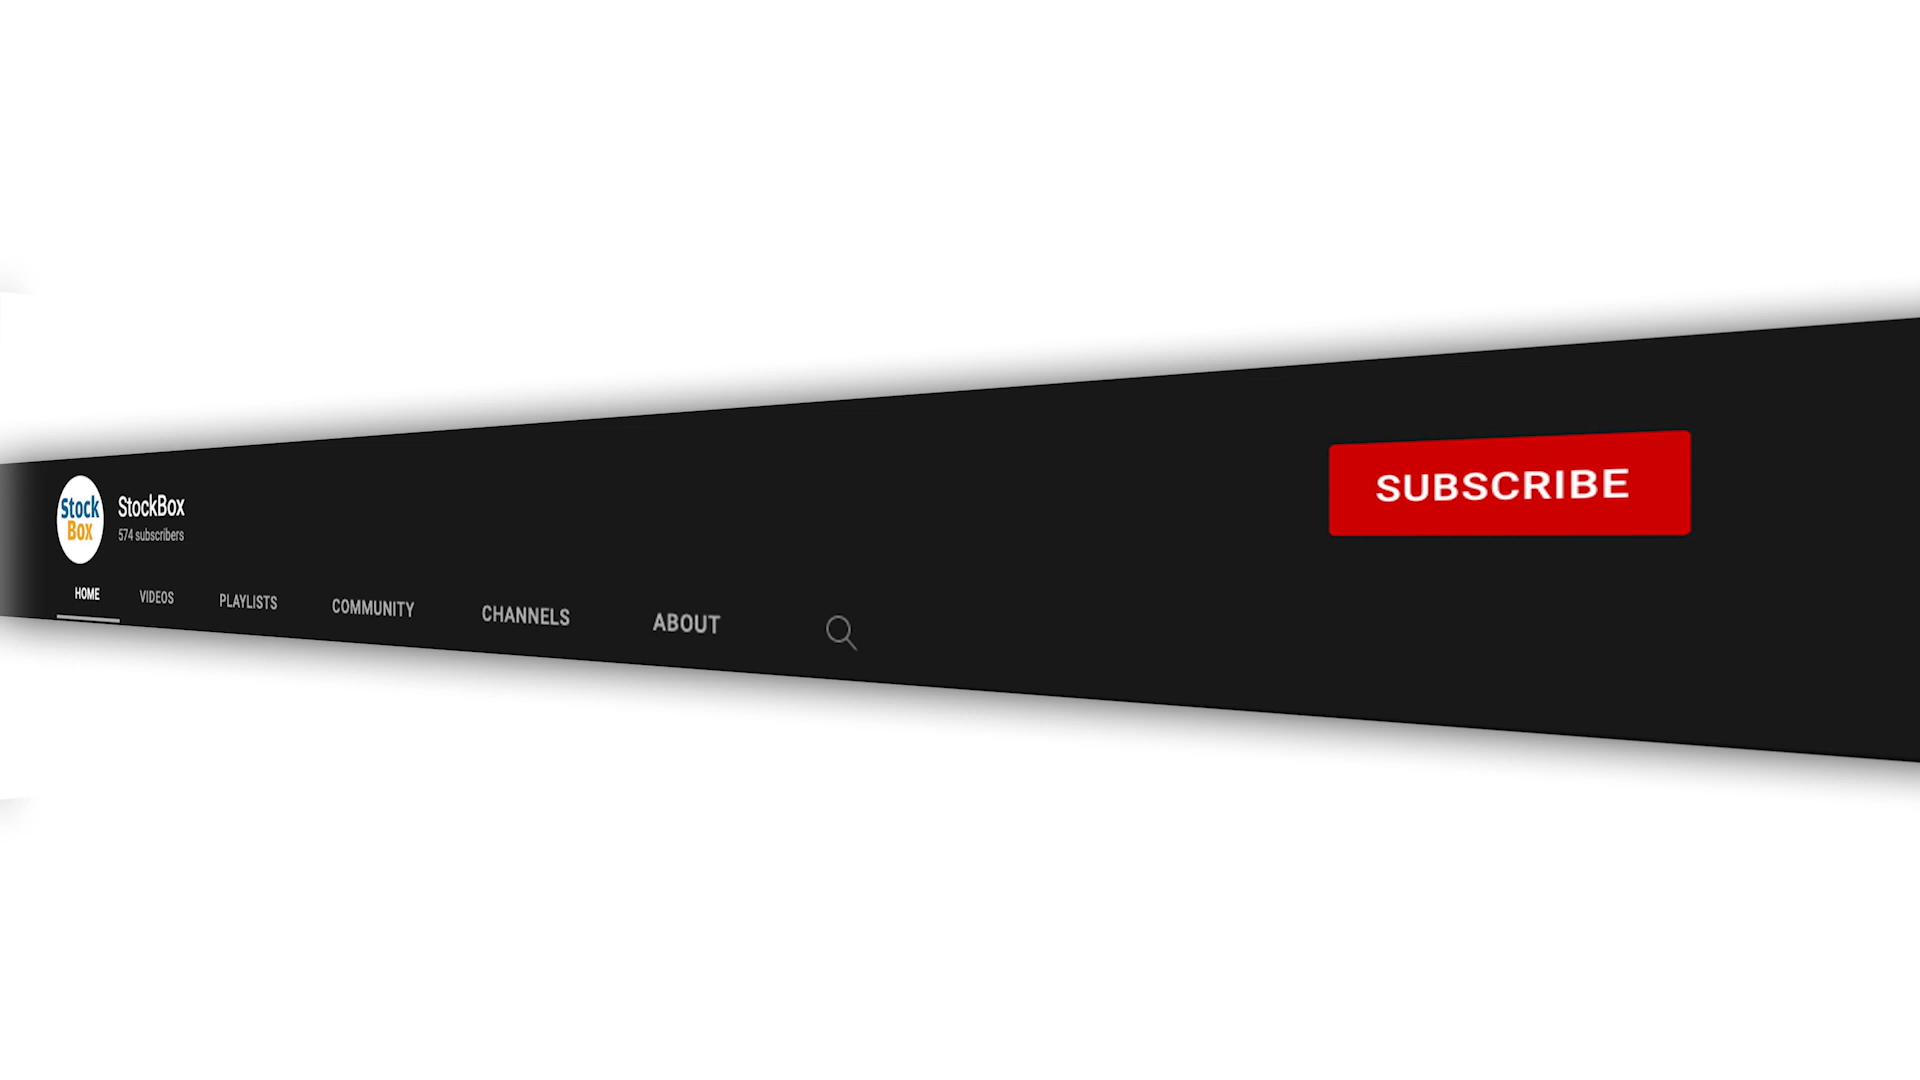 Stock
Box
StockBox
574 subscribers
SUBSCRIBE
HOME VIDEOS PLAYLISTS COMMUNITY CHANNELS ABOUT